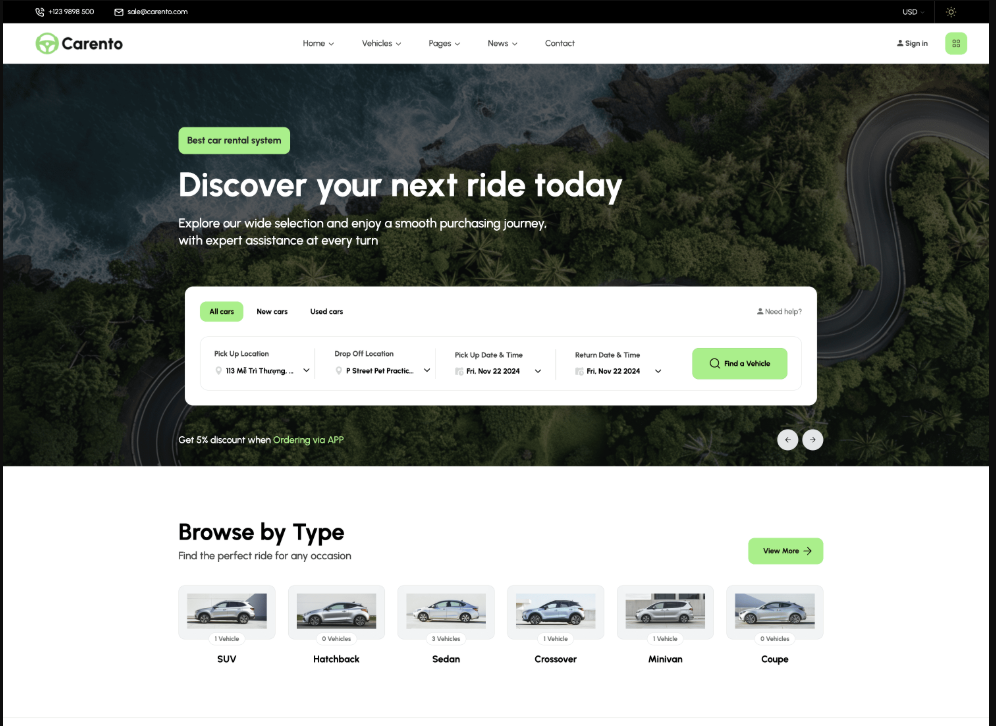 +123 9898 500
sale@carento.com
USD
Carento
Home
Vehicles
Pages
News
Contact
Sign in
Best car rental system
Discover your next ride today
Explore our wide selection and enjoy a smooth purchasing journey,
with expert assistance at every turn
All cars
New cars
Used cars
Need help?
Pick Up Location
113 Mễ Trì Thượng, ...
Drop Off Location
P Street Pet Practic...
Pick Up Date & Time
Fri, Nov 22 2024
Return Date & Time
Fri, Nov 22 2024
Find a Vehicle
Get 5% discount when Ordering via APP
Browse by Type
Find the perfect ride for any occasion
View More
1 Vehicle
SUV
0 Vehicles
Hatchback
3 Vehicles
Sedan
1 Vehicle
Crossover
1 Vehicle
Minivan
0 Vehicles
Coupe